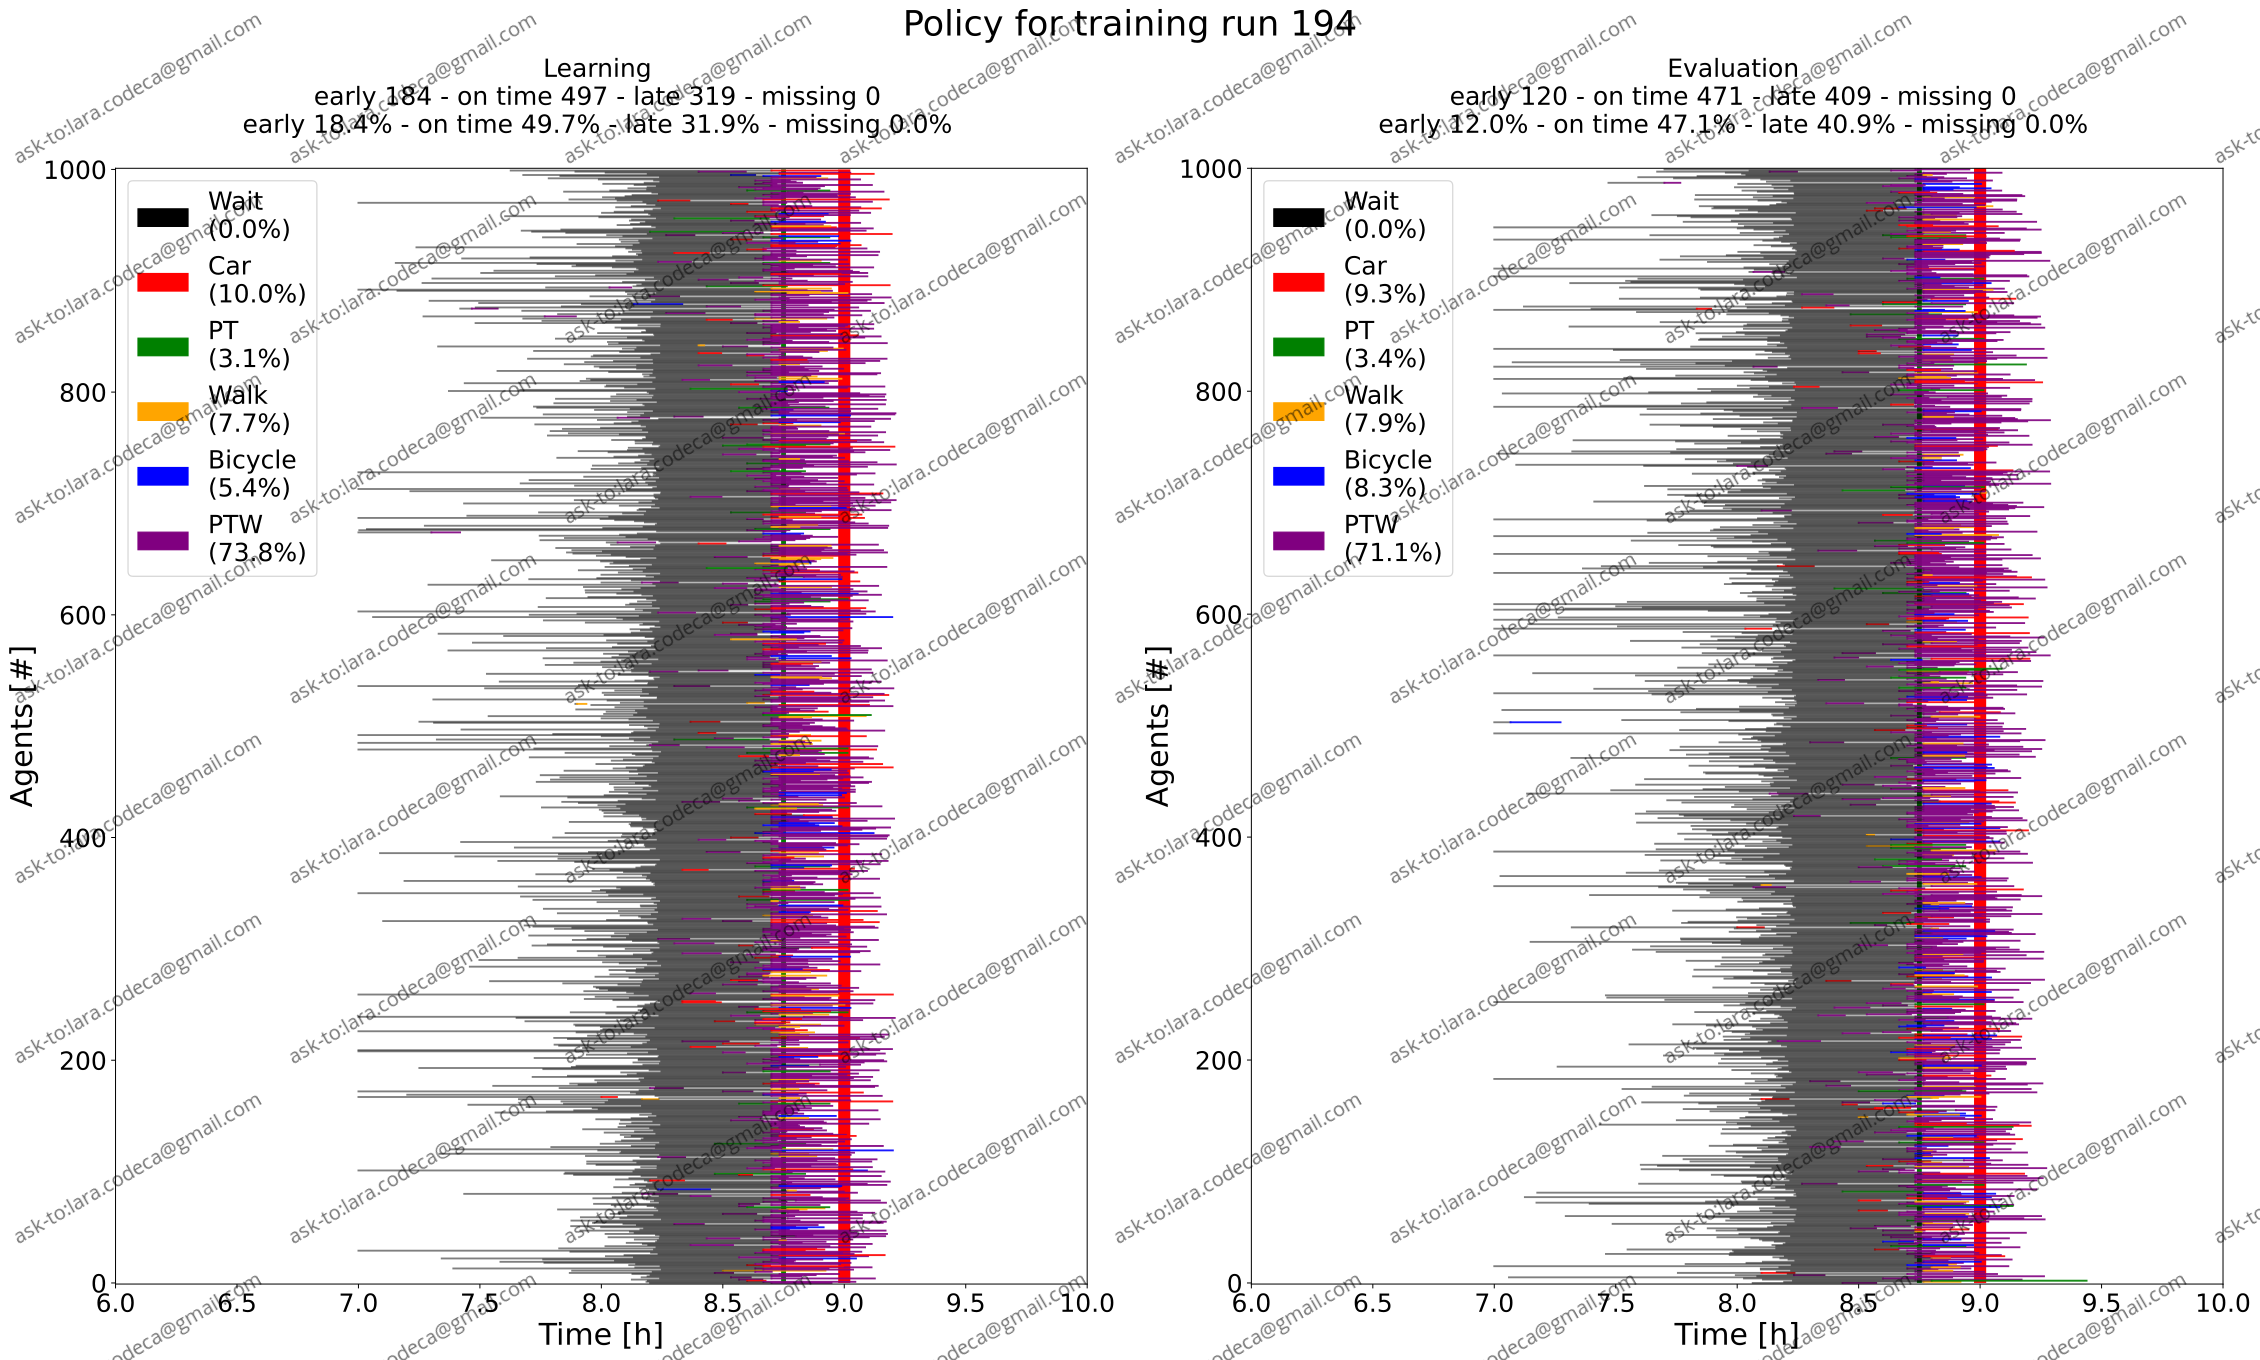 Policy for training run 194
Learning
early 184 - on time 497 - late 319 - missing 0
early 18.4% - on time 49.7% - late 31.9% - missing 0.0%
Agents [#]
1000
800
600
400
200
0
Wait
(0.0%)
Car
(10.0%)
PT
(3.1%)
Walk
(7.7%)
Bicycle
(5.4%)
PTW
(73.8%)
6.0 6.5 7.0 7.5 8.0 8.5 9.0 9.5 10.0
Time [h]
Evaluation
early 120 - on time 471 - late 409 - missing 0
early 12.0% - on time 47.1% - late 40.9% - missing 0.0%
Agents [#]
1000
800
600
400
200
0
Wait
(0.0%)
Car
(9.3%)
PT
(3.4%)
Walk
(7.9%)
Bicycle
(8.3%)
PTW
(71.1%)
6.0 6.5 7.0 7.5 8.0 8.5 9.0 9.5 10.0
Time [h]
ask-to:lara.codeca@gmail.com